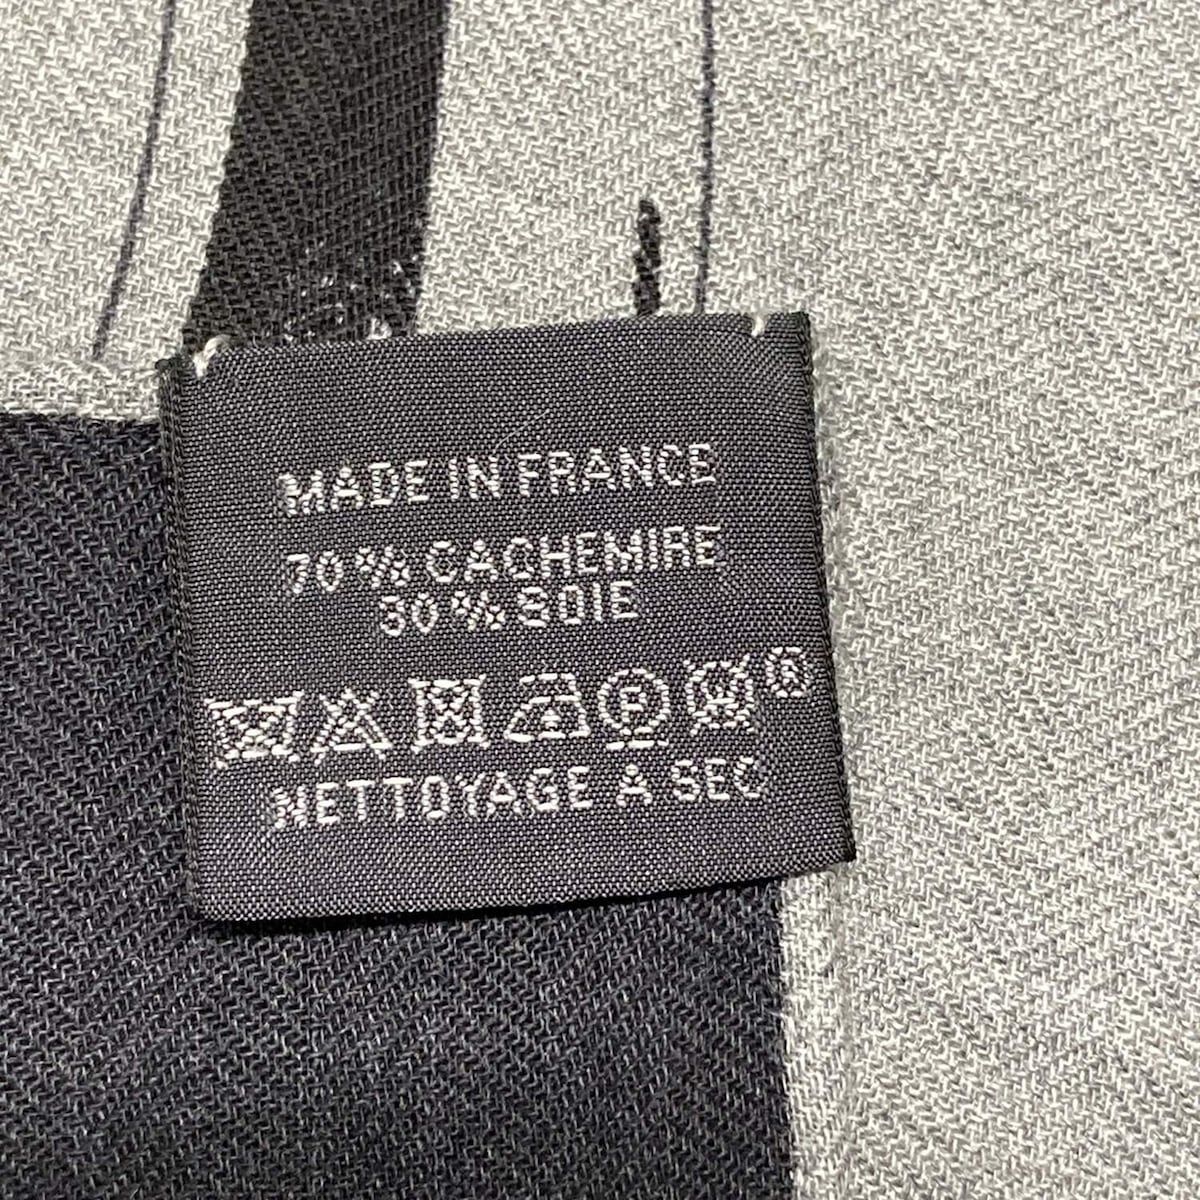 MADE IN FRANCE
70 % CACHEMIRE
30 % SOIE
P W ®
NETTOYAGE A SEC